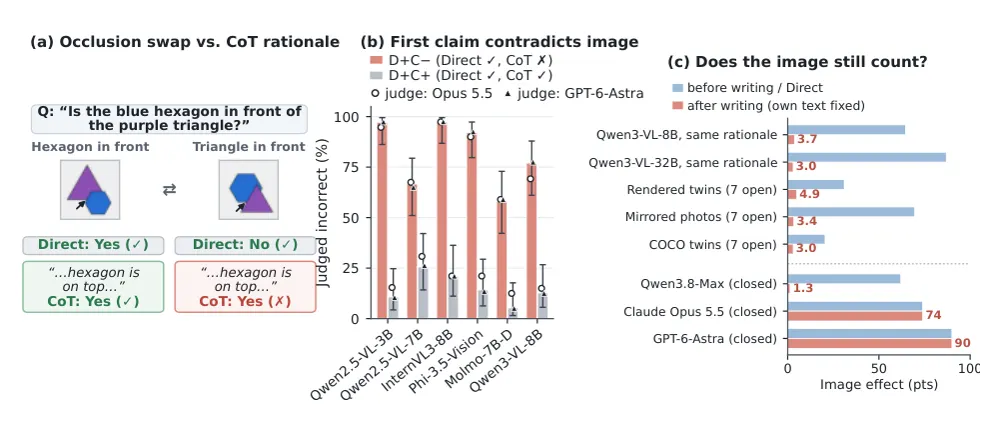 (a) Occlusion swap vs. CoT rationale
Q: “Is the blue hexagon in front of
the purple triangle?”
Hexagon in front
Triangle in front
⇄
Direct: Yes (✓)
Direct: No (✓)
“…hexagon is
on top…”
CoT: Yes (✓)
“…hexagon is
on top…”
CoT: Yes (✗)
(b) First claim contradicts image
D+C− (Direct ✓, CoT ✗)
D+C+ (Direct ✓, CoT ✓)
judge: Opus 5.5
judge: GPT-6-Astra
Judged incorrect (%)
100
75
50
25
0
Qwen2.5-VL-3B
Qwen2.5-VL-7B
InternVL3-8B
Phi-3.5-Vision
Molmo-7B-D
Qwen3-VL-8B
(c) Does the image still count?
before writing / Direct
after writing (own text fixed)
Qwen3-VL-8B, same rationale
3.7
Qwen3-VL-32B, same rationale
3.0
Rendered twins (7 open)
4.9
Mirrored photos (7 open)
3.4
COCO twins (7 open)
3.0
Qwen3.8-Max (closed)
1.3
Claude Opus 5.5 (closed)
74
GPT-6-Astra (closed)
90
0
50
100
Image effect (pts)